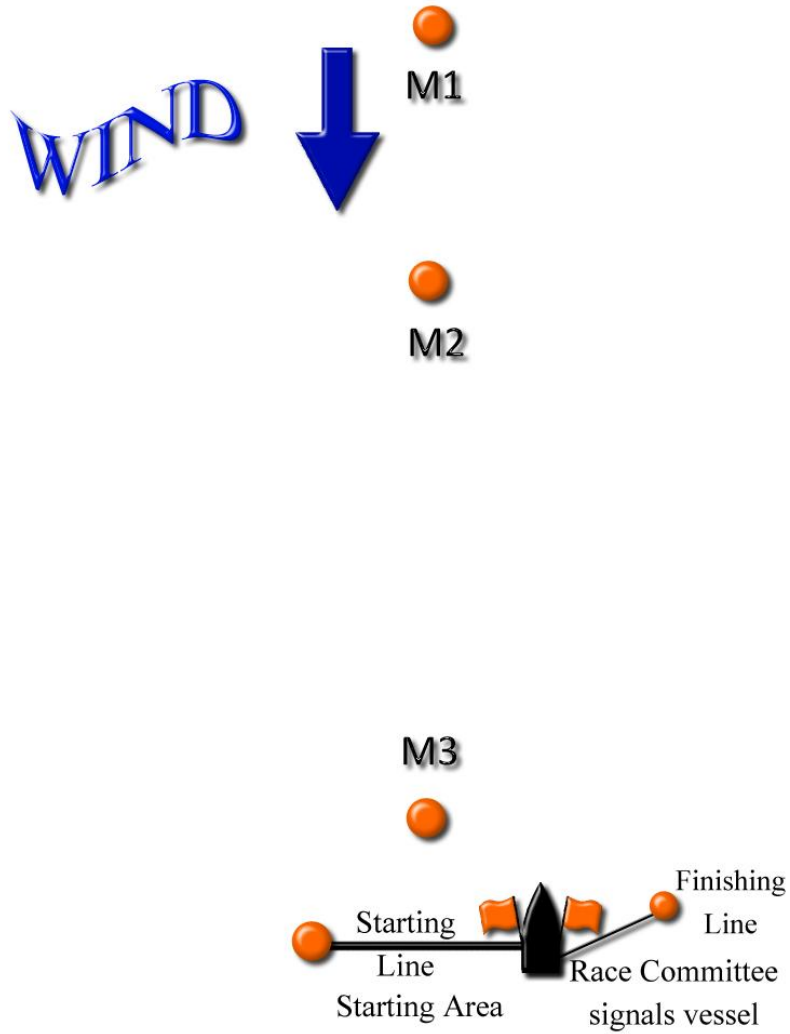 M1
WIND
M2
M3
Finishing
Line
Starting
Line
Starting Area
Race Committee
signals vessel